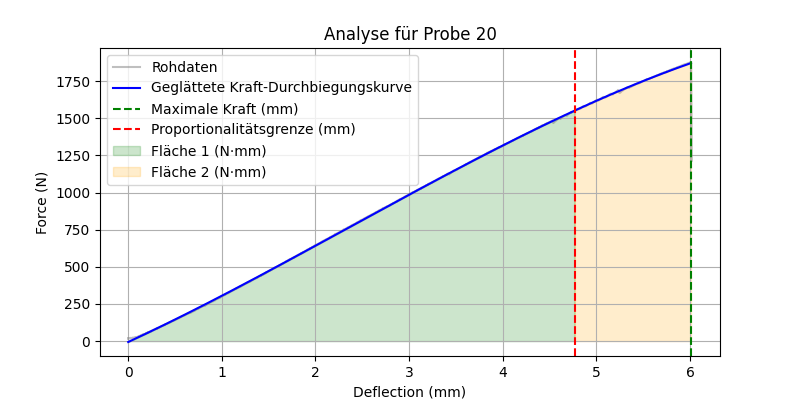 Analyse für Probe 20
Rohdaten
Geglättete Kraft-Durchbiegungskurve
Maximale Kraft (mm)
Proportionalitätsgrenze (mm)
Fläche 1 (N·mm)
Fläche 2 (N·mm)
Force (N)
1750
1500
1250
1000
750
500
250
0
0 1 2 3 4 5 6
Deflection (mm)